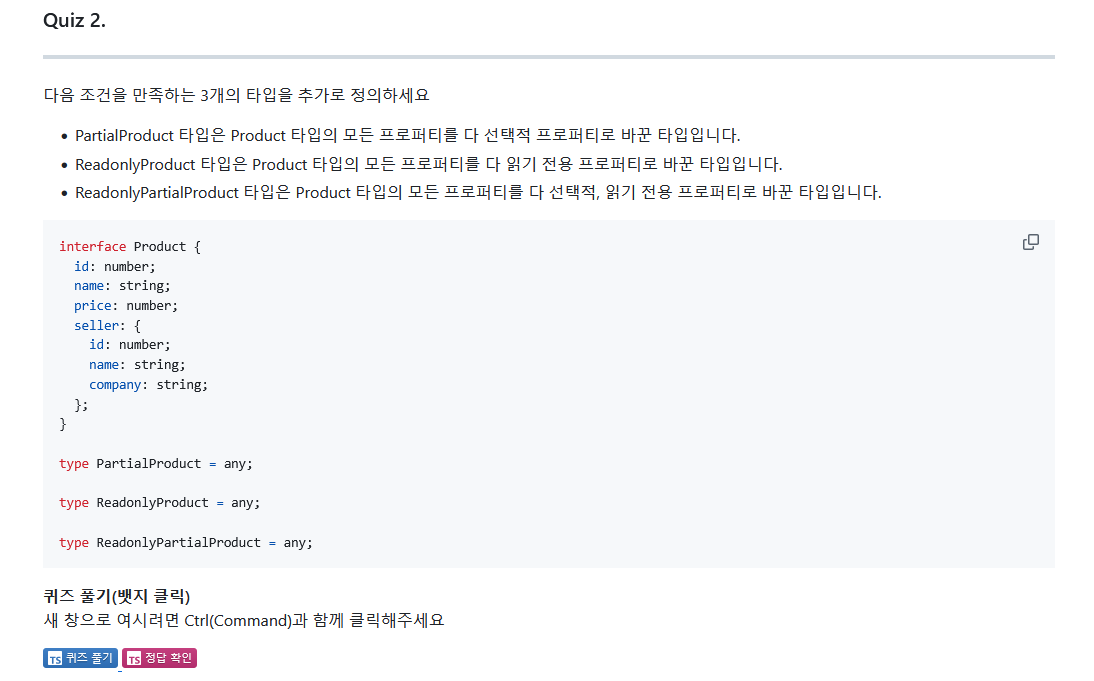 Quiz 2.
다음 조건을 만족하는 3개의 타입을 추가로 정의하세요
• PartialProduct 타입은 Product 타입의 모든 프로퍼티를 다 선택적 프로퍼티로 바꾼 타입입니다.
• ReadonlyProduct 타입은 Product 타입의 모든 프로퍼티를 다 읽기 전용 프로퍼티로 바꾼 타입입니다.
• ReadonlyPartialProduct 타입은 Product 타입의 모든 프로퍼티를 다 선택적, 읽기 전용 프로퍼티로 바꾼 타입입니다.
interface Product {
  id: number;
  name: string;
  price: number;
  seller: {
    id: number;
    name: string;
    company: string;
  };
}
type PartialProduct = any;
type ReadonlyProduct = any;
type ReadonlyPartialProduct = any;
퀴즈 풀기(뱃지 클릭)
새 창으로 여시려면 Ctrl(Command)과 함께 클릭해주세요
TS 퀴즈 풀기 TS 정답 확인